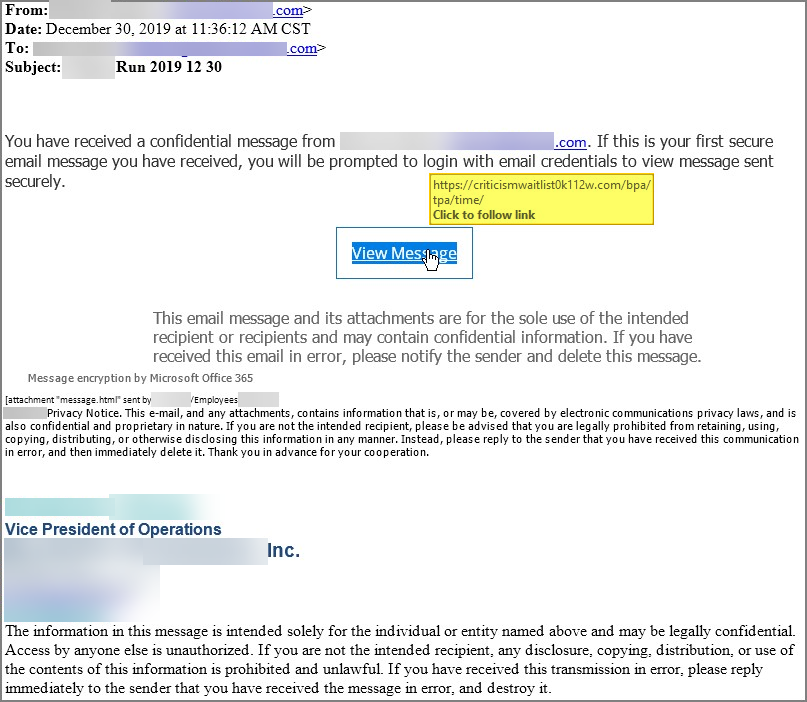 From: .com>
Date: December 30, 2019 at 11:36:12 AM CST
To: .com>
Subject: Run 2019 12 30
You have received a confidential message from .com. If this is your first secure
email message you have received, you will be prompted to login with email credentials to view message sent
securely.
https://criticismwaitlist0k112w.com/bpa/
tpa/time/
Click to follow link
View Message
This email message and its attachments are for the sole use of the intended
recipient or recipients and may contain confidential information. If you have
received this email in error, please notify the sender and delete this message.
Message encryption by Microsoft Office 365
[attachment "message.html" sent by /Employees
Privacy Notice. This e-mail, and any attachments, contains information that is, or may be, covered by electronic communications privacy laws, and is
also confidential and proprietary in nature. If you are not the intended recipient, please be advised that you are legally prohibited from retaining, using,
copying, distributing, or otherwise disclosing this information in any manner. Instead, please reply to the sender that you have received this communication
in error, and then immediately delete it. Thank you in advance for your cooperation.
Vice President of Operations
Inc.
The information in this message is intended solely for the individual or entity named above and may be legally confidential.
Access by anyone else is unauthorized. If you are not the intended recipient, any disclosure, copying, distribution, or use of
the contents of this information is prohibited and unlawful. If you have received this transmission in error, please reply
immediately to the sender that you have received the message in error, and destroy it.